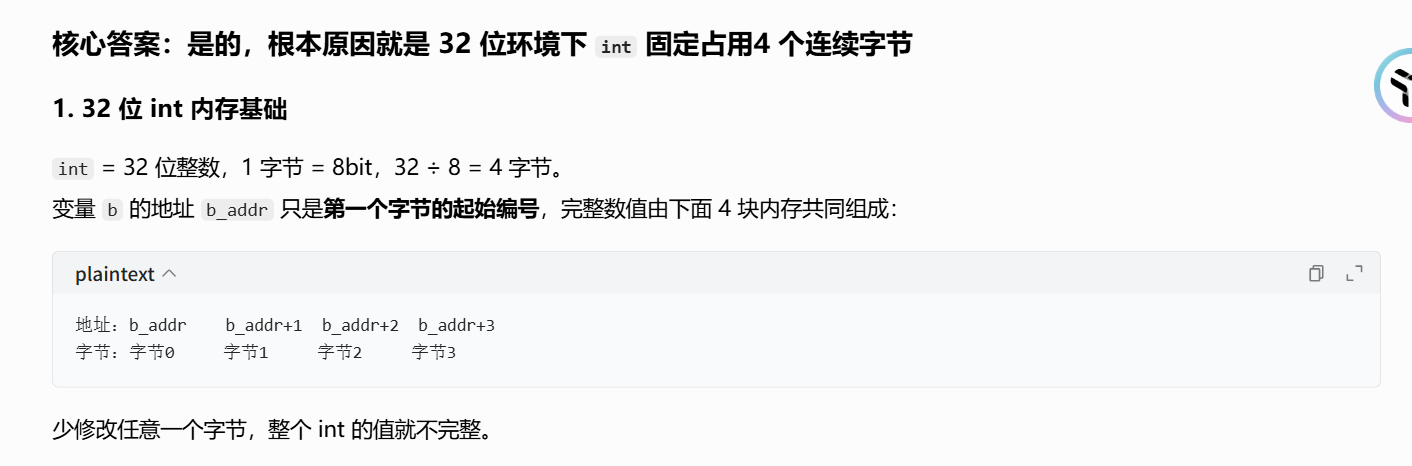 核心答案：是的，根本原因就是 32 位环境下 int 固定占用4 个连续字节
1. 32 位 int 内存基础
int = 32 位整数，1 字节 = 8bit，32 ÷ 8 = 4 字节。
变量 b 的地址 b_addr 只是第一个字节的起始编号，完整数值由下面 4 块内存共同组成：
plaintext
地址：b_addr    b_addr+1  b_addr+2  b_addr+3
字节：字节0     字节1     字节2     字节3
少修改任意一个字节，整个 int 的值就不完整。